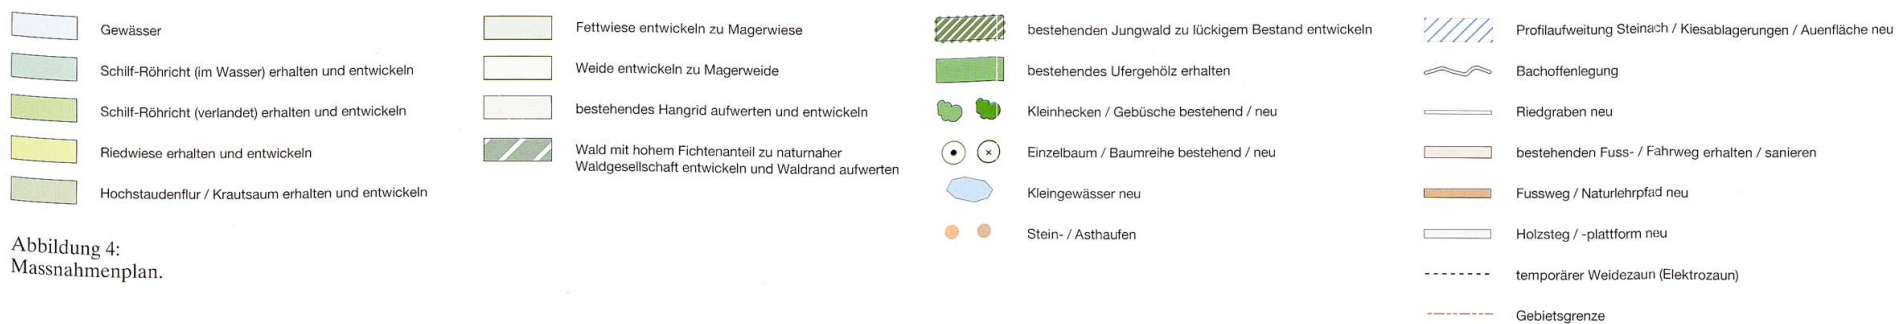 Gewässer
Schilf-Röhricht (im Wasser) erhalten und entwickeln
Schilf-Röhricht (verlandet) erhalten und entwickeln
Riedwiese erhalten und entwickeln
Hochstaudenflur / Krautsaum erhalten und entwickeln
Abbildung 4:
Massnahmenplan.
Fettwiese entwickeln zu Magerwiese
Weide entwickeln zu Magerweide
bestehendes Hangrid aufwerten und entwickeln
Wald mit hohem Fichtenanteil zu naturnaher
Waldgesellschaft entwickeln und Waldrand aufwerten
bestehenden Jungwald zu lückigem Bestand entwickeln
bestehendes Ufergehölz erhalten
Kleinhecken / Gebüsche bestehend / neu
Einzelbaum / Baumreihe bestehend / neu
Kleingewässer neu
Stein- / Asthaufen
Profilaufweitung Steinach / Kiesablagerungen / Auenfläche neu
Bachoffenlegung
Riedgraben neu
bestehenden Fuss- / Fahrweg erhalten / sanieren
Fussweg / Naturlehrpfad neu
Holzsteg / -plattform neu
temporärer Weidezaun (Elektrozaun)
Gebietsgrenze